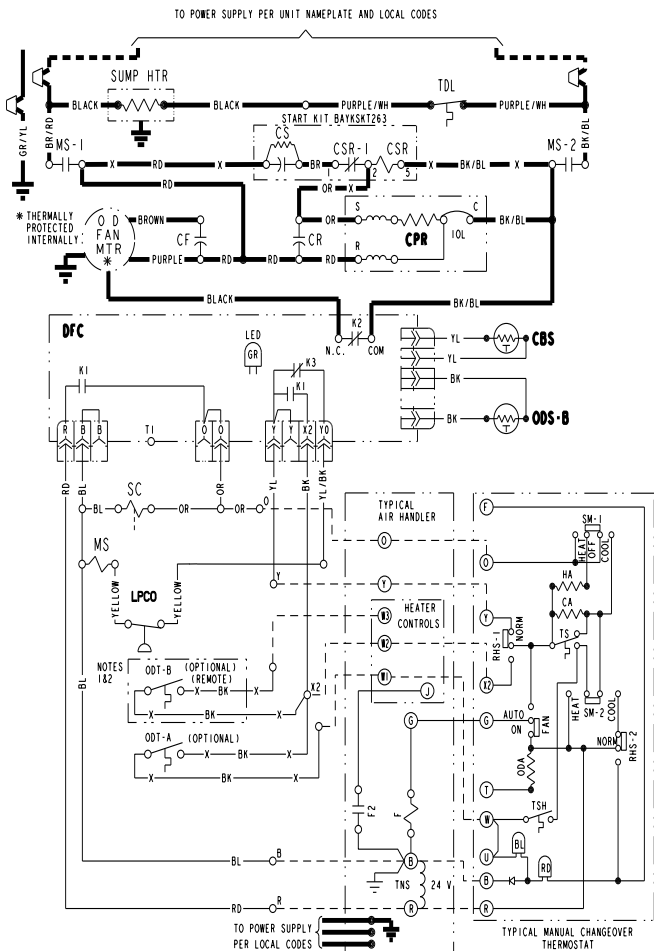 TO POWER SUPPLY PER UNIT NAMEPLATE AND LOCAL CODES
SUMP HTR
TDL
BLACK
BLACK
PURPLE/WH
PURPLE/WH
GR/YL
BR/RD
BK/BL
START KIT BAYKSKT263
CS
MS-1
CSR-1
CSR
MS-2
X
RD
X
BR
1
2
5
X
BK/BL
X
RD
OR
X
* THERMALLY
PROTECTED
INTERNALLY
O D
FAN
MTR
*
BROWN
CF
PURPLE
RD
CR
RD
OR
S
C
BK/BL
CPR
IOL
R
RD
BLACK
BK/BL
DFC
LED
GR
K2
N.C.
COM
YL
CBS
YL
BK
BK
ODS-B
K1
K3
K1
R
B
B
T1
O
O
Y
Y
X2
YO
RD
BL
OR
YL
BK
YL/BK
BL
SC
OR
OR
O
MS
YELLOW
LPCO
YELLOW
Y
BL
NOTES
1&2
ODT-B
(OPTIONAL)
(REMOTE)
X
BK
X
BK
X2
ODT-A
(OPTIONAL)
X
BK
X
X
BK
X
BL
B
RD
R
TYPICAL
AIR HANDLER
O
Y
W3
HEATER
CONTROLS
W2
W1
J
G
F2
F
B
TNS
24 V
R
TO POWER SUPPLY
PER LOCAL CODES
F
SM-1
HEAT
OFF
COOL
O
HA
CA
Y
RHS-1
NORM
TS
X2
HEAT
SM-2
COOL
AUTO
ON
FAN
G
NORM
RHS-2
ODA
T
TSH
W
BL
U
RD
B
R
TYPICAL MANUAL CHANGEOVER
THERMOSTAT